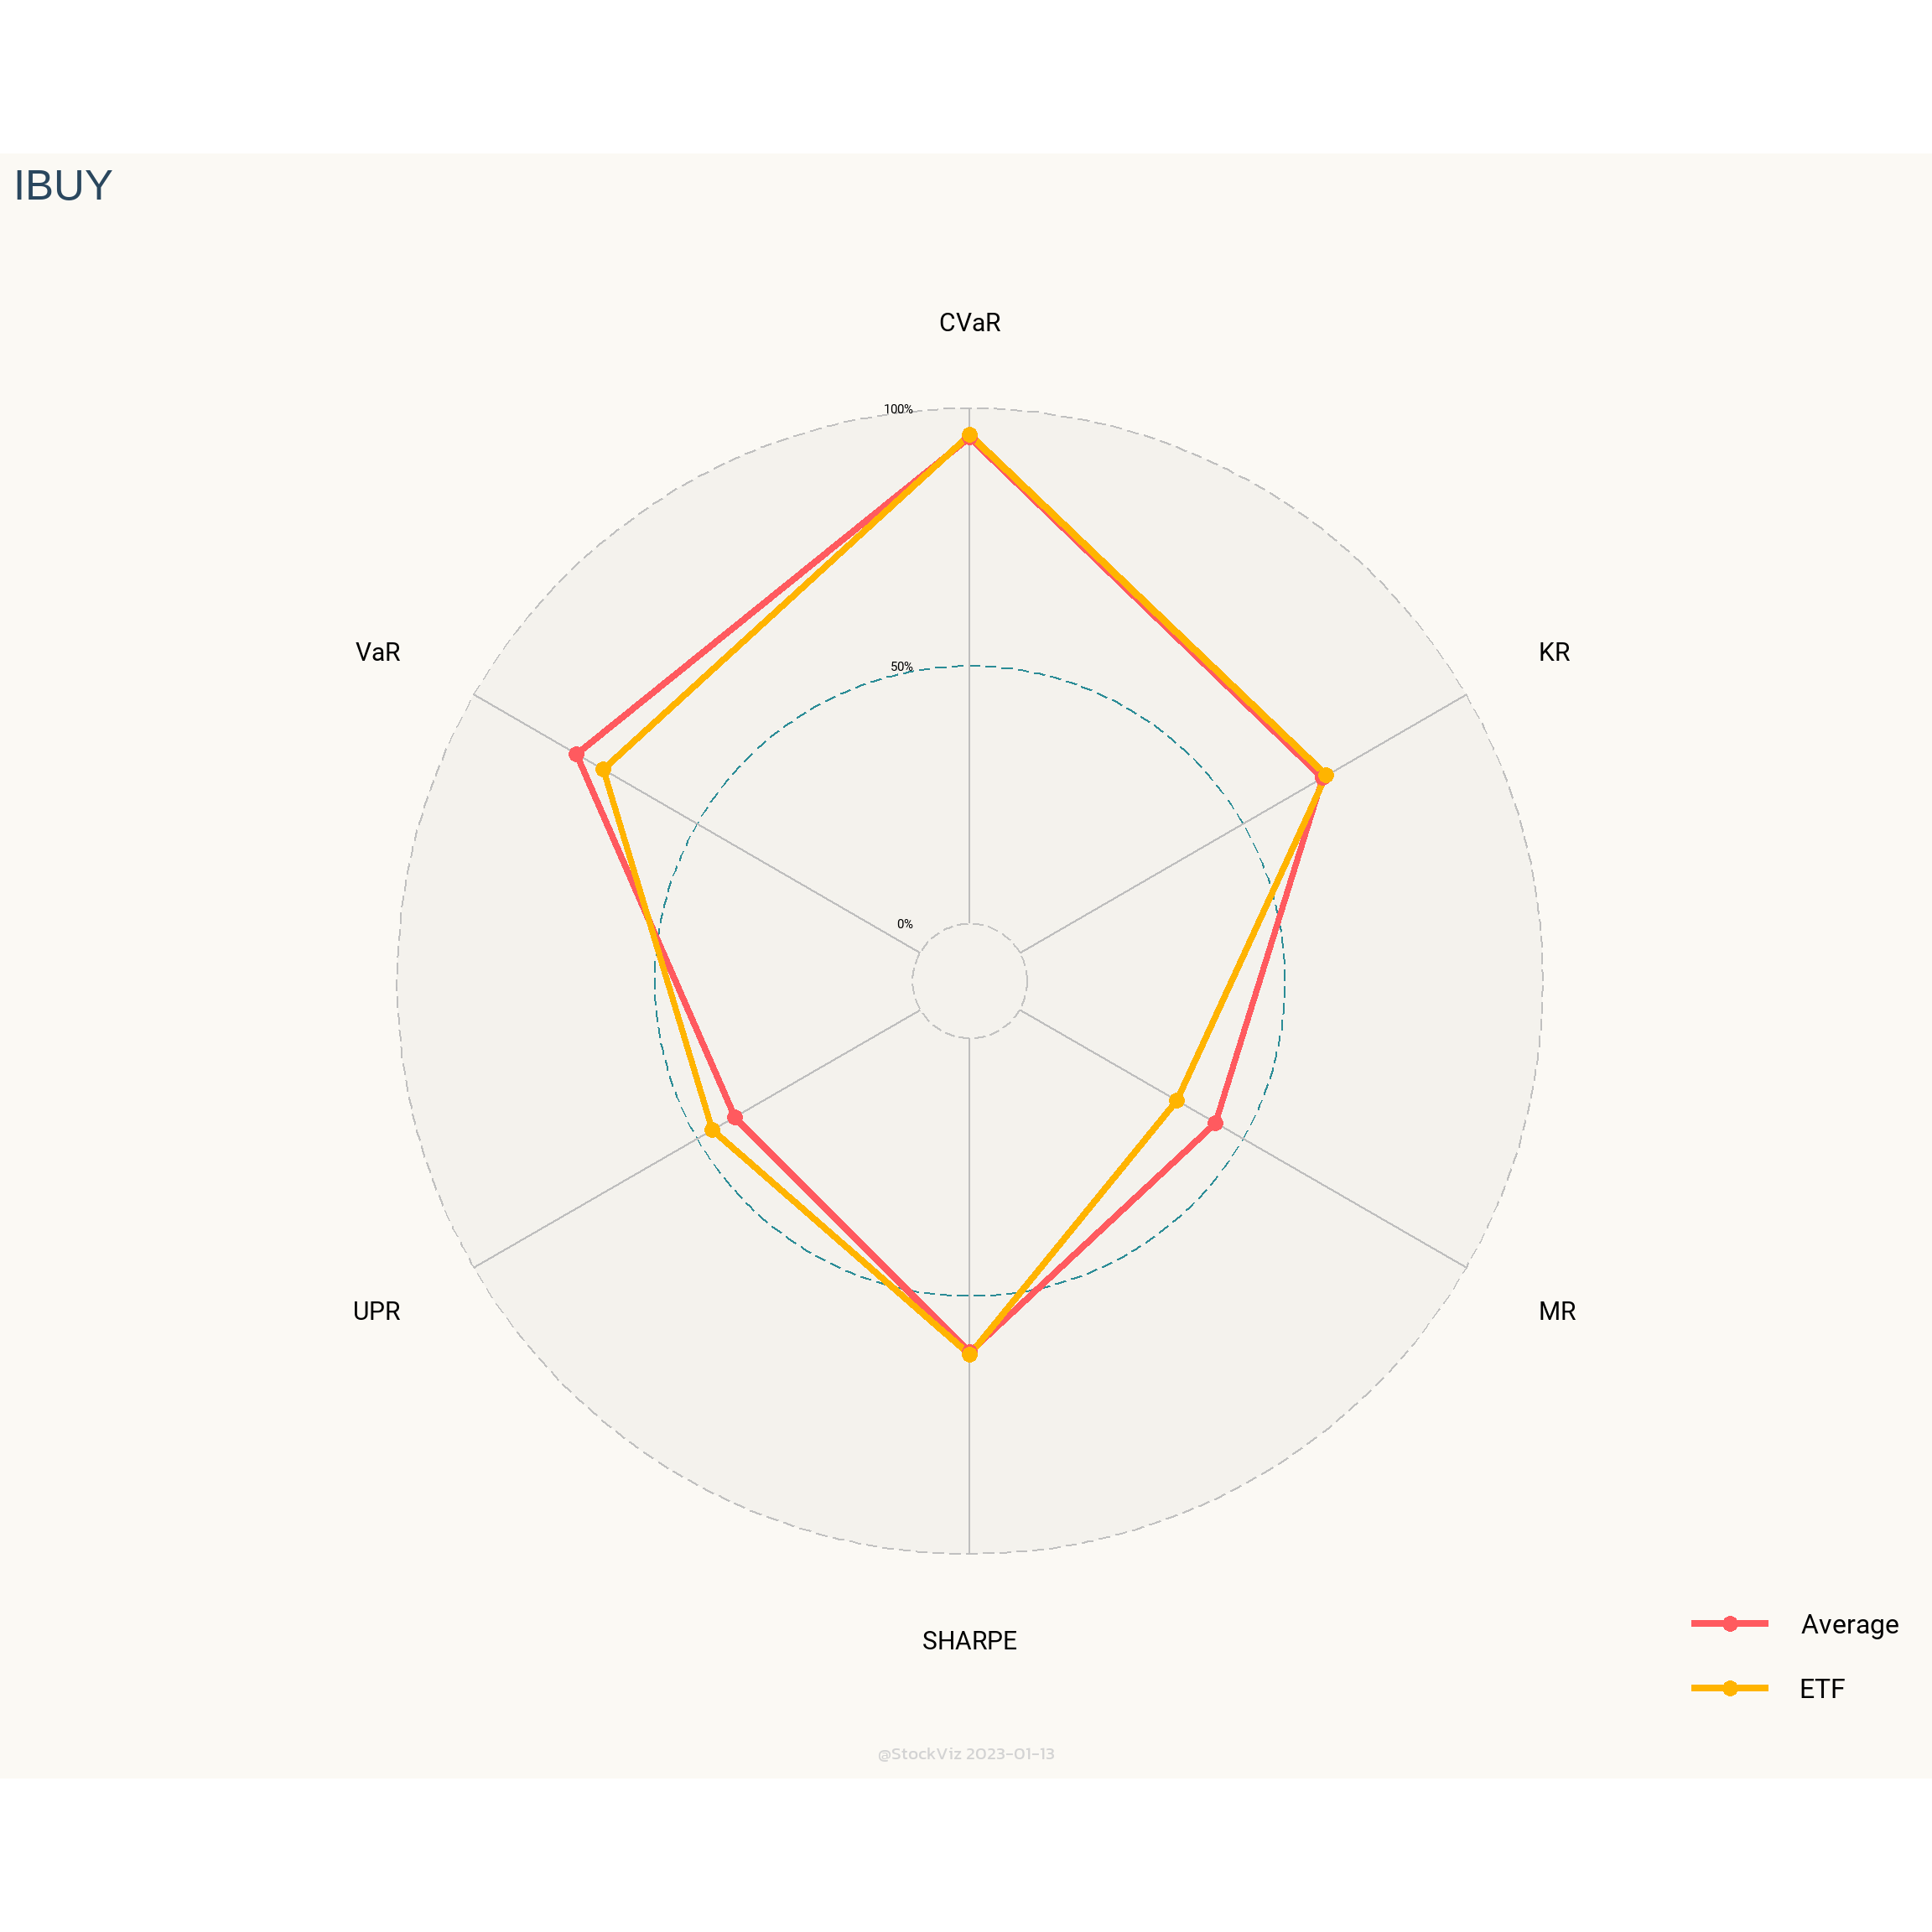 IBUY
CVaR
100%
VaR
KR
50%
0%
UPR
MR
SHARPE
Average
ETF
@StockViz 2023-01-13